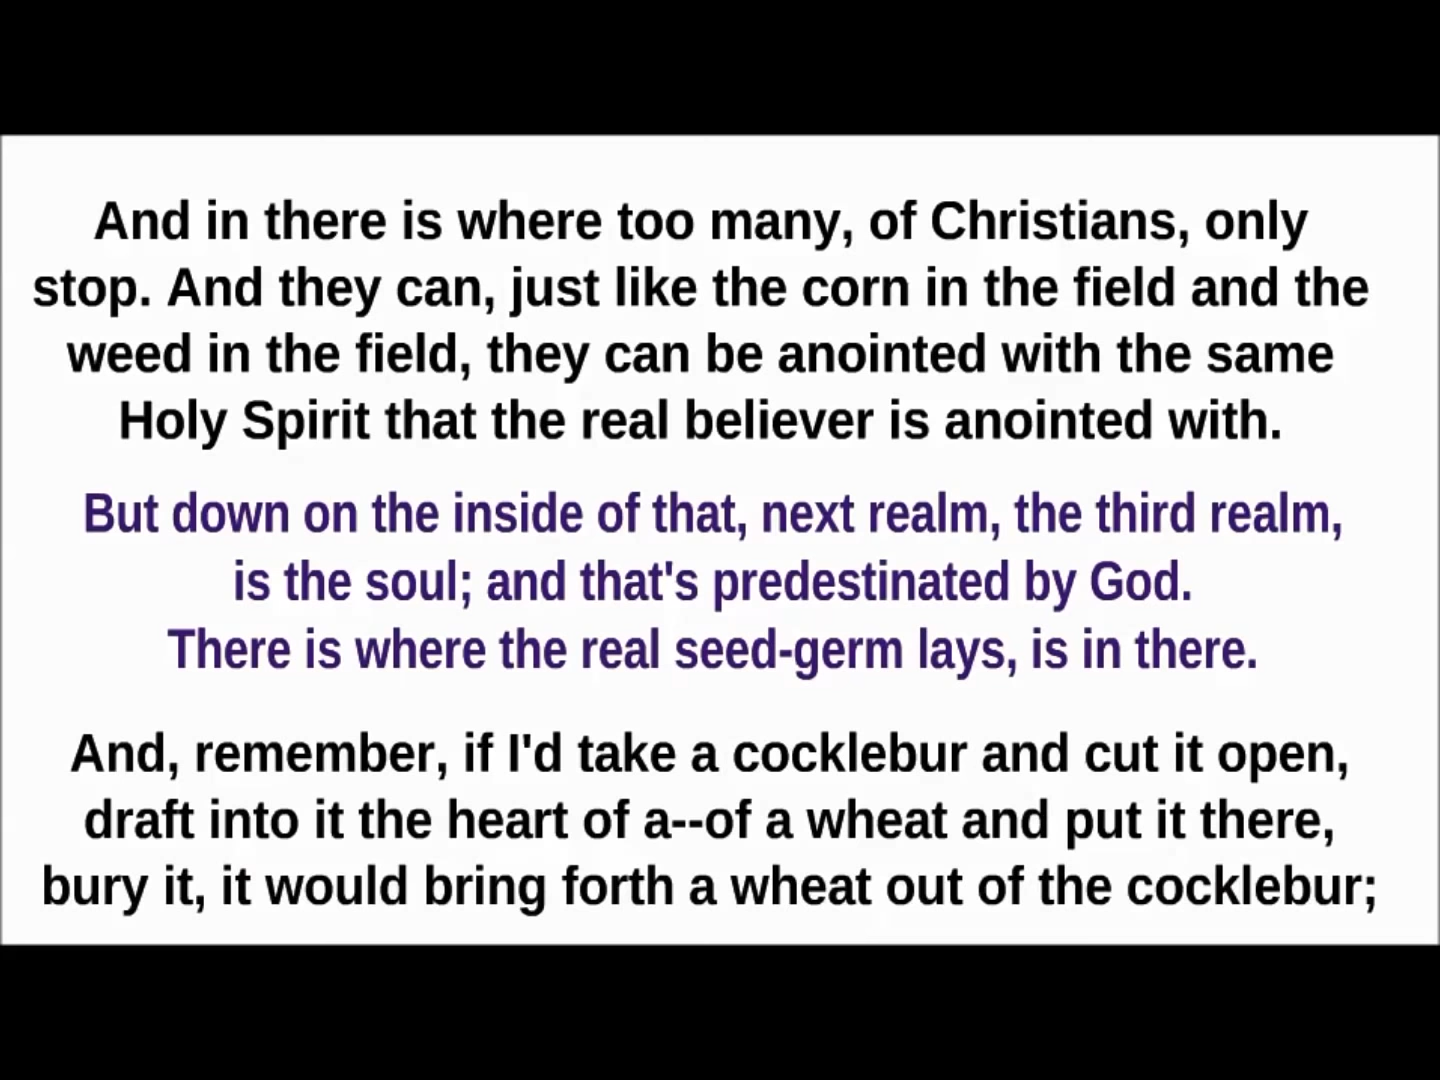 And in there is where too many, of Christians, only
stop. And they can, just like the corn in the field and the
weed in the field, they can be anointed with the same
Holy Spirit that the real believer is anointed with.
But down on the inside of that, next realm, the third realm,
is the soul; and that's predestinated by God.
There is where the real seed-germ lays, is in there.
And, remember, if I'd take a cocklebur and cut it open,
draft into it the heart of a--of a wheat and put it there,
bury it, it would bring forth a wheat out of the cocklebur;